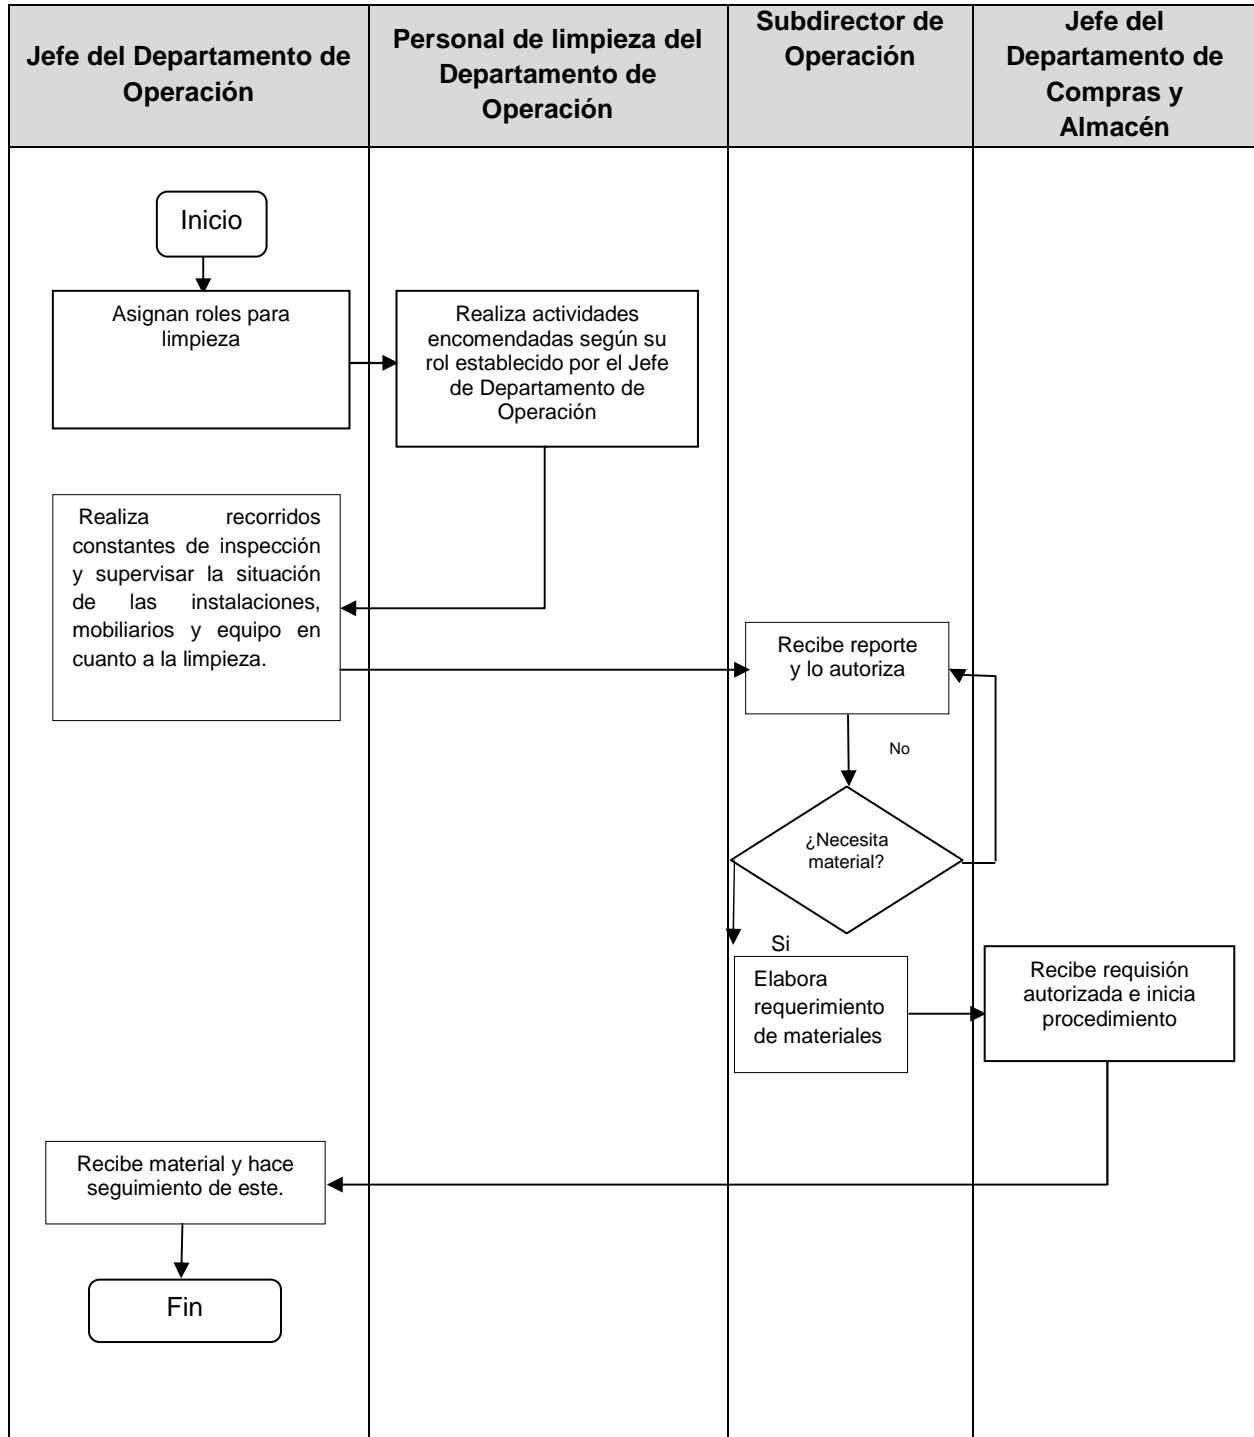 Jefe del Departamento de
Operación
Personal de limpieza del
Departamento de
Operación
Subdirector de
Operación
Jefe del
Departamento de
Compras y
Almacén
Inicio
Asignan roles para
limpieza
Realiza actividades
encomendadas según su
rol establecido por el Jefe
de Departamento de
Operación
Realiza recorridos
constantes de inspección
y supervisar la situación
de las instalaciones,
mobiliarios y equipo en
cuanto a la limpieza.
Recibe reporte
y lo autoriza
No
¿Necesita
material?
Si
Elabora
requerimiento
de materiales
Recibe requisión
autorizada e inicia
procedimiento
Recibe material y hace
seguimiento de este.
Fin